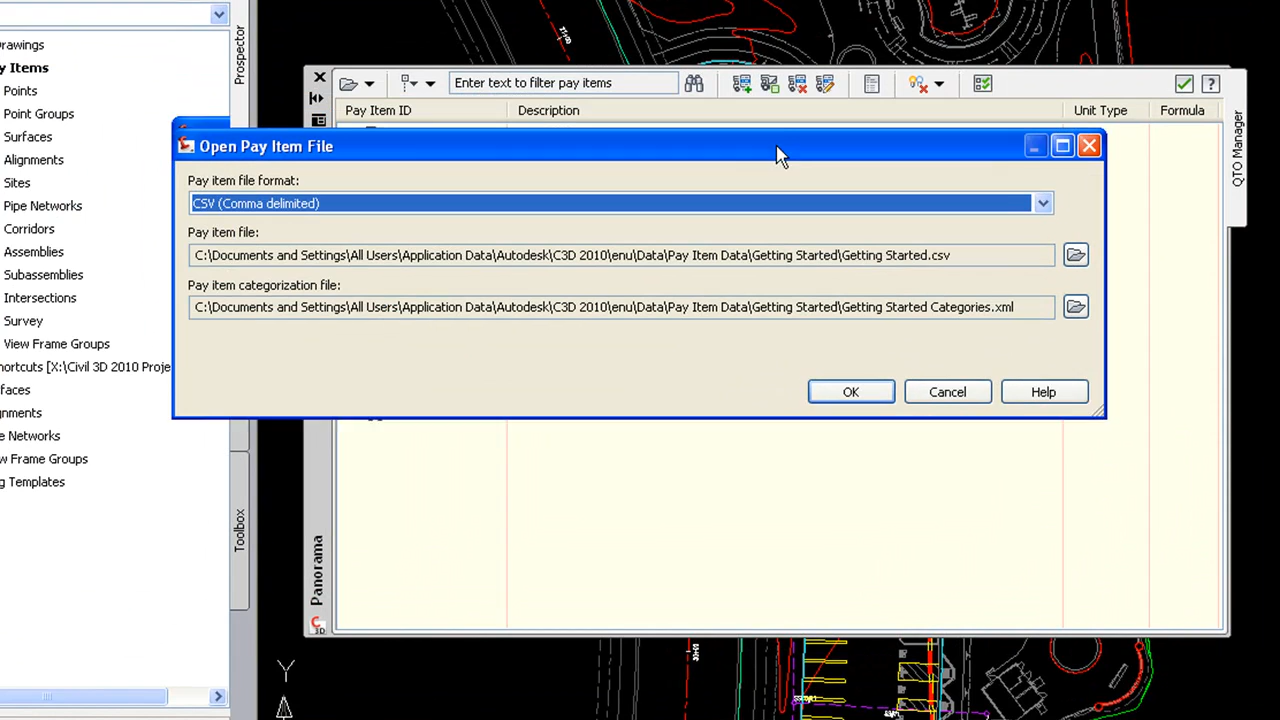 rawings
y Items
Points
Point Groups
Surfaces
Alignments
Sites
Pipe Networks
Corridors
Assemblies
Subassemblies
Intersections
Survey
View Frame Groups
hortcuts [X:\Civil 3D 2010 Proje
faces
gnments
e Networks
w Frame Groups
g Templates
Prospector
Toolbox
Enter text to filter pay items
Pay Item ID Description Unit Type Formula
QTO Manager
Open Pay Item File
Pay item file format:
CSV (Comma delimited)
Pay item file:
C:\Documents and Settings\All Users\Application Data\Autodesk\C3D 2010\enu\Data\Pay Item Data\Getting Started\Getting Started.csv
Pay item categorization file:
C:\Documents and Settings\All Users\Application Data\Autodesk\C3D 2010\enu\Data\Pay Item Data\Getting Started\Getting Started Categories.xml
OK Cancel Help
Panorama
Y